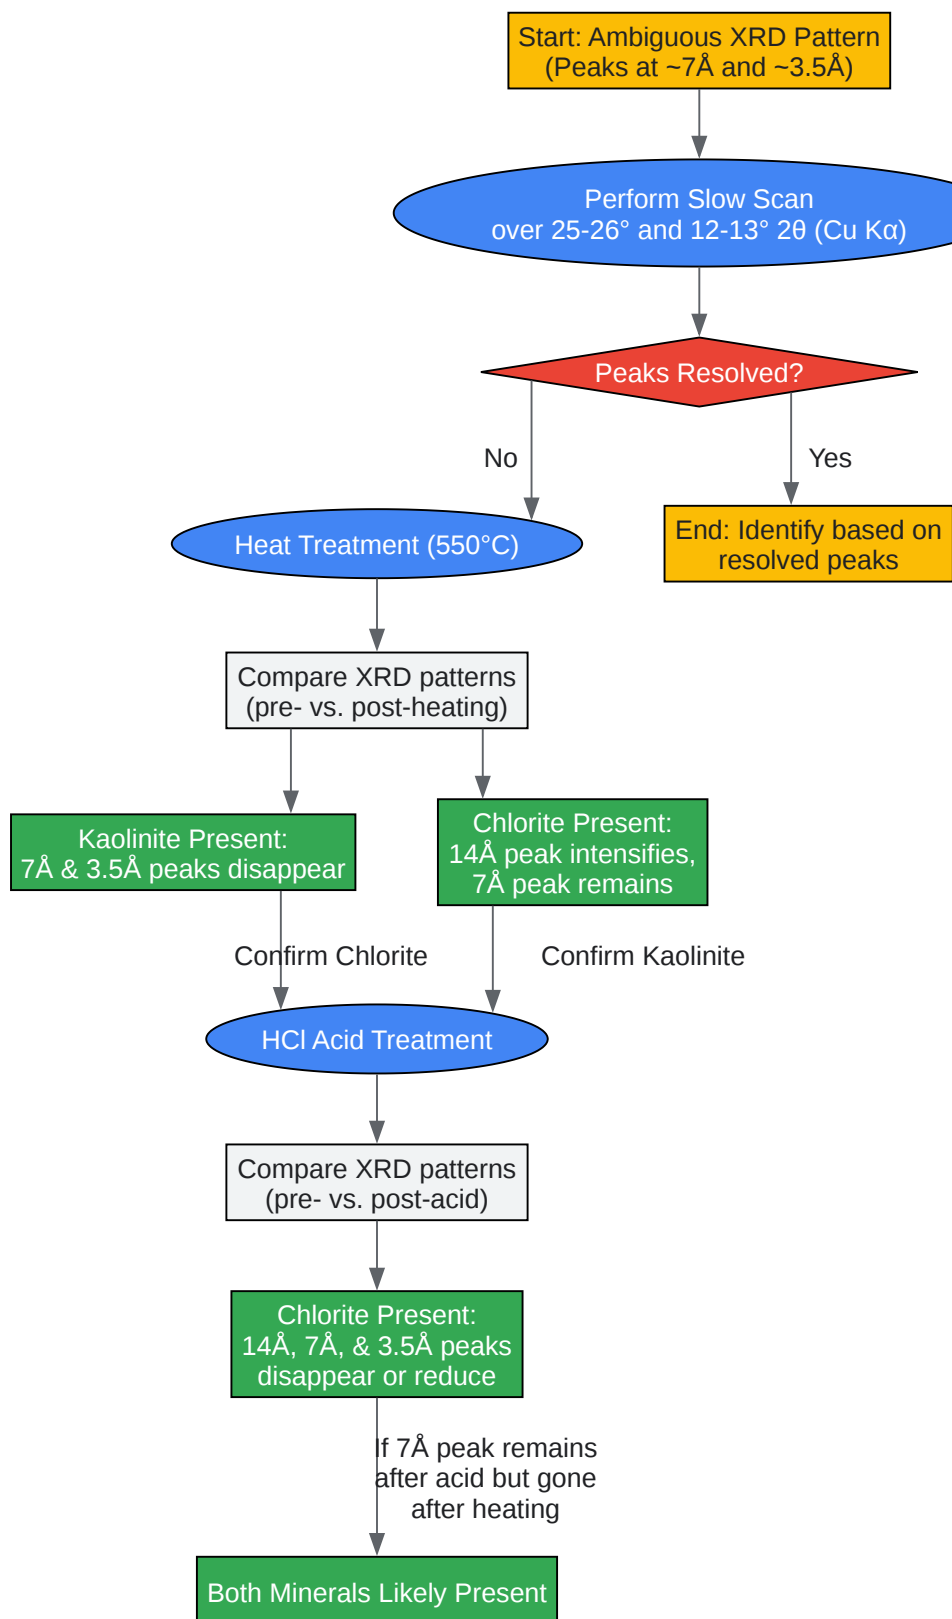 Start: Ambiguous XRD Pattern
(Peaks at ~7Å and ~3.5Å)
Perform Slow Scan
over 25-26° and 12-13° 2θ (Cu Kα)
Peaks Resolved?
No
Yes
Heat Treatment (550°C)
End: Identify based on
resolved peaks
Compare XRD patterns
(pre- vs. post-heating)
Kaolinite Present:
7Å & 3.5Å peaks disappear
Chlorite Present:
14Å peak intensifies,
7Å peak remains
Confirm Chlorite
Confirm Kaolinite
HCl Acid Treatment
Compare XRD patterns
(pre- vs. post-acid)
Chlorite Present:
14Å, 7Å, & 3.5Å peaks
disappear or reduce
If 7Å peak remains
after acid but gone
after heating
Both Minerals Likely Present